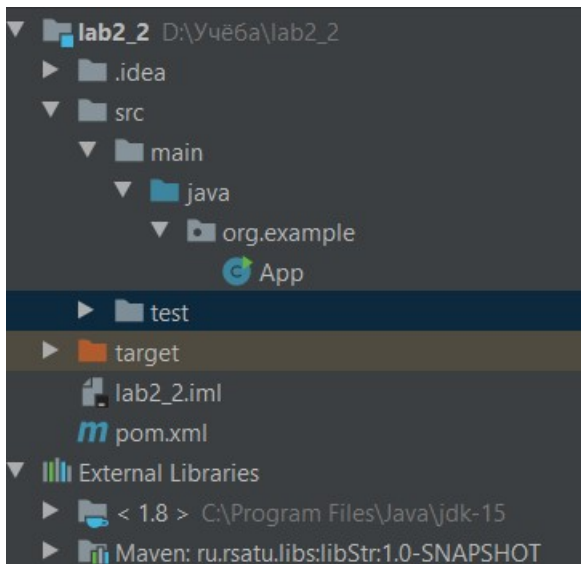 lab2_2 D:\Учёба\lab2_2
.idea
src
main
java
org.example
App
test
target
lab2_2.iml
pom.xml
External Libraries
< 1.8 > C:\Program Files\Java\jdk-15
Maven: ru.rsatu.libs:libStr:1.0-SNAPSHOT